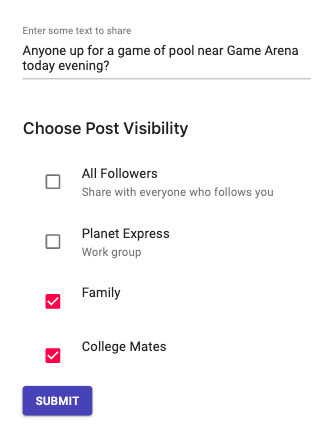 Enter some text to share
Anyone up for a game of pool near Game Arena
today evening?
Choose Post Visibility
All Followers
Share with everyone who follows you
Planet Express
Work group
Family
College Mates
SUBMIT